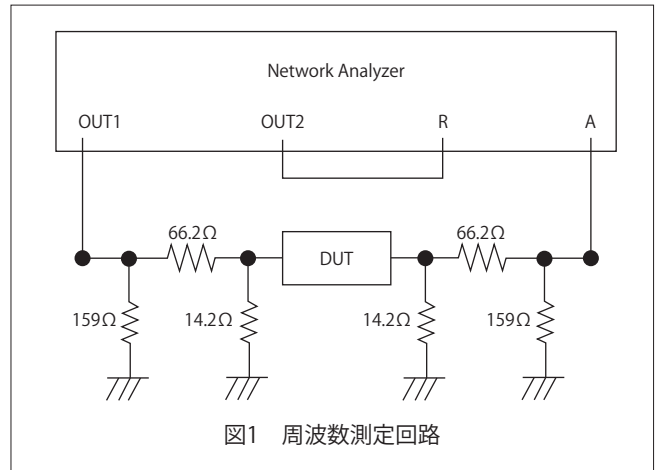 Network Analyzer
OUT1 OUT2 R A
66.2Ω DUT 66.2Ω
159Ω 14.2Ω 14.2Ω 159Ω
図1 周波数測定回路